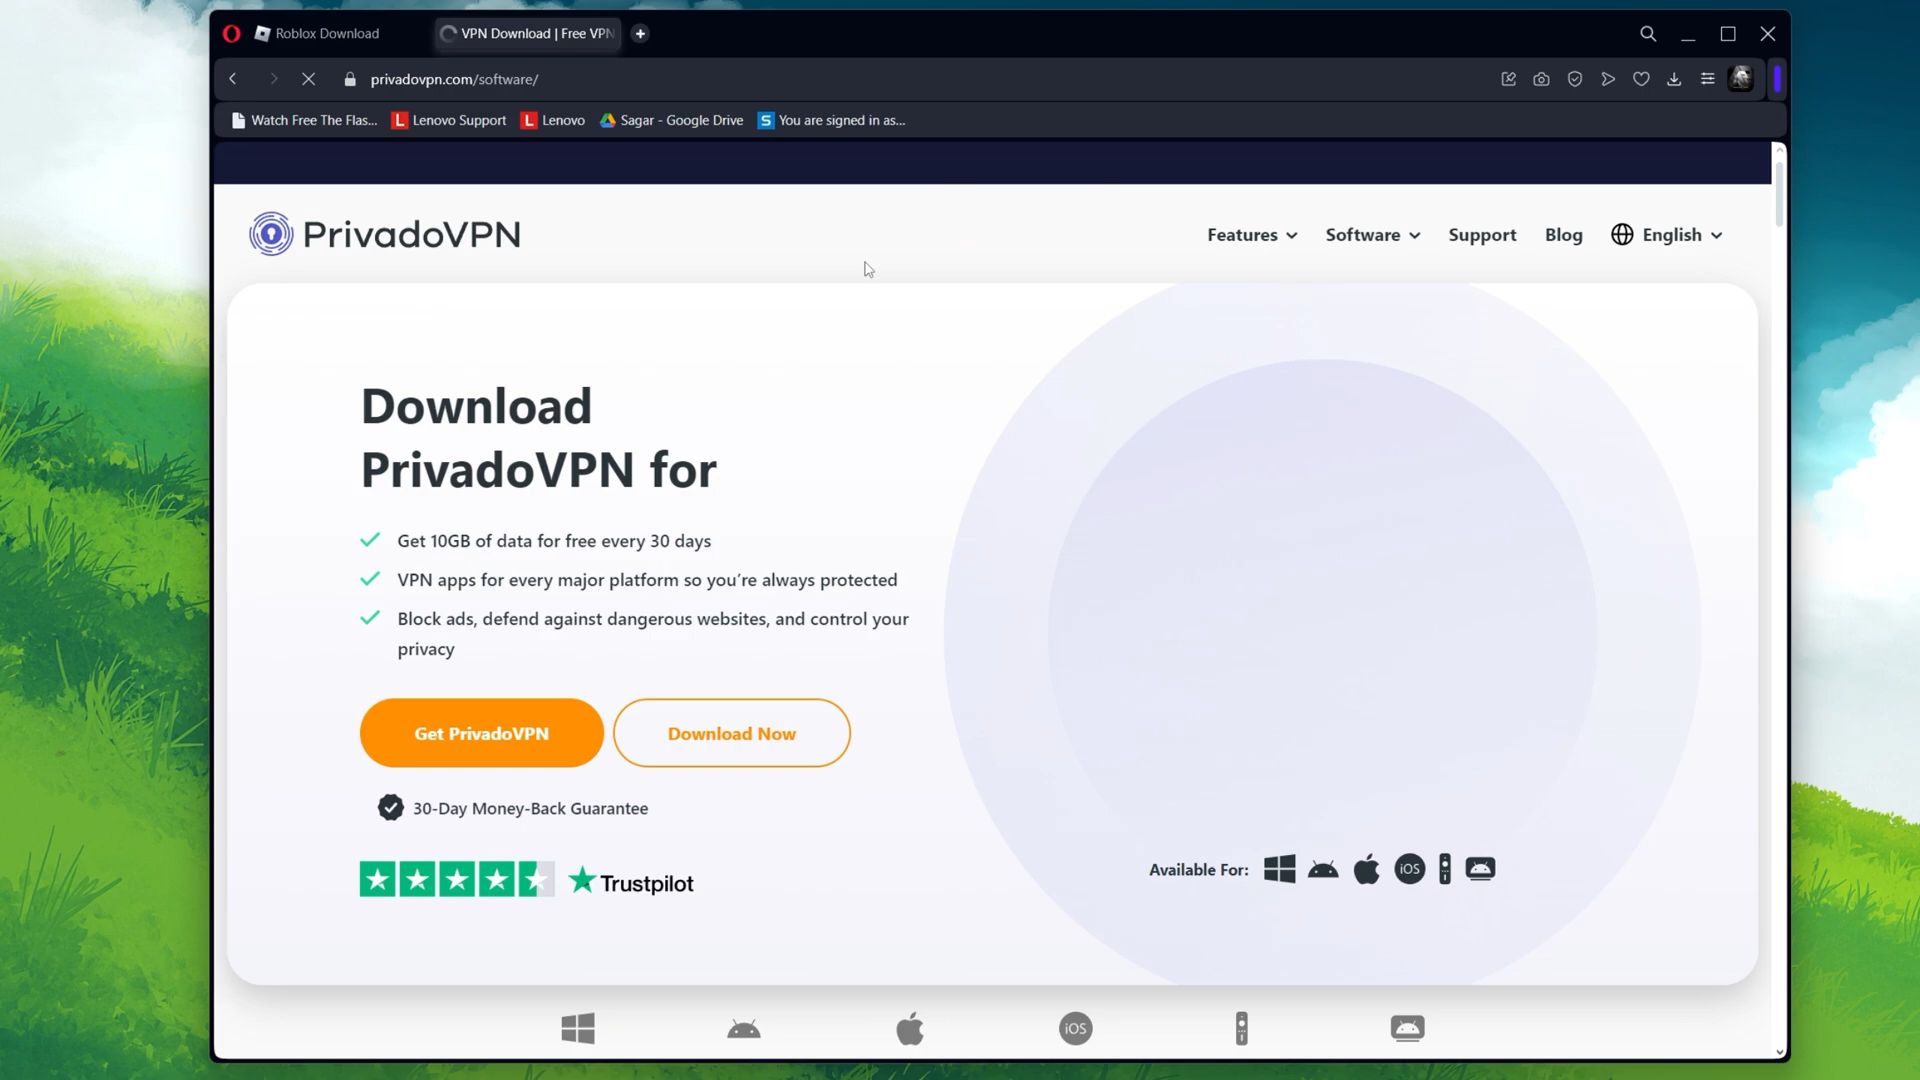 Roblox Download
VPN Download | Free VPN
privadovpn.com/software/
Watch Free The Flas...
L Lenovo Support
L Lenovo
Sagar - Google Drive
S You are signed in as...
PrivadoVPN
Features
Software
Support
Blog
English
Download
PrivadoVPN for
Get 10GB of data for free every 30 days
VPN apps for every major platform so you’re always protected
Block ads, defend against dangerous websites, and control your
privacy
Get PrivadoVPN
Download Now
30-Day Money-Back Guarantee
Trustpilot
Available For:
iOS
iOS